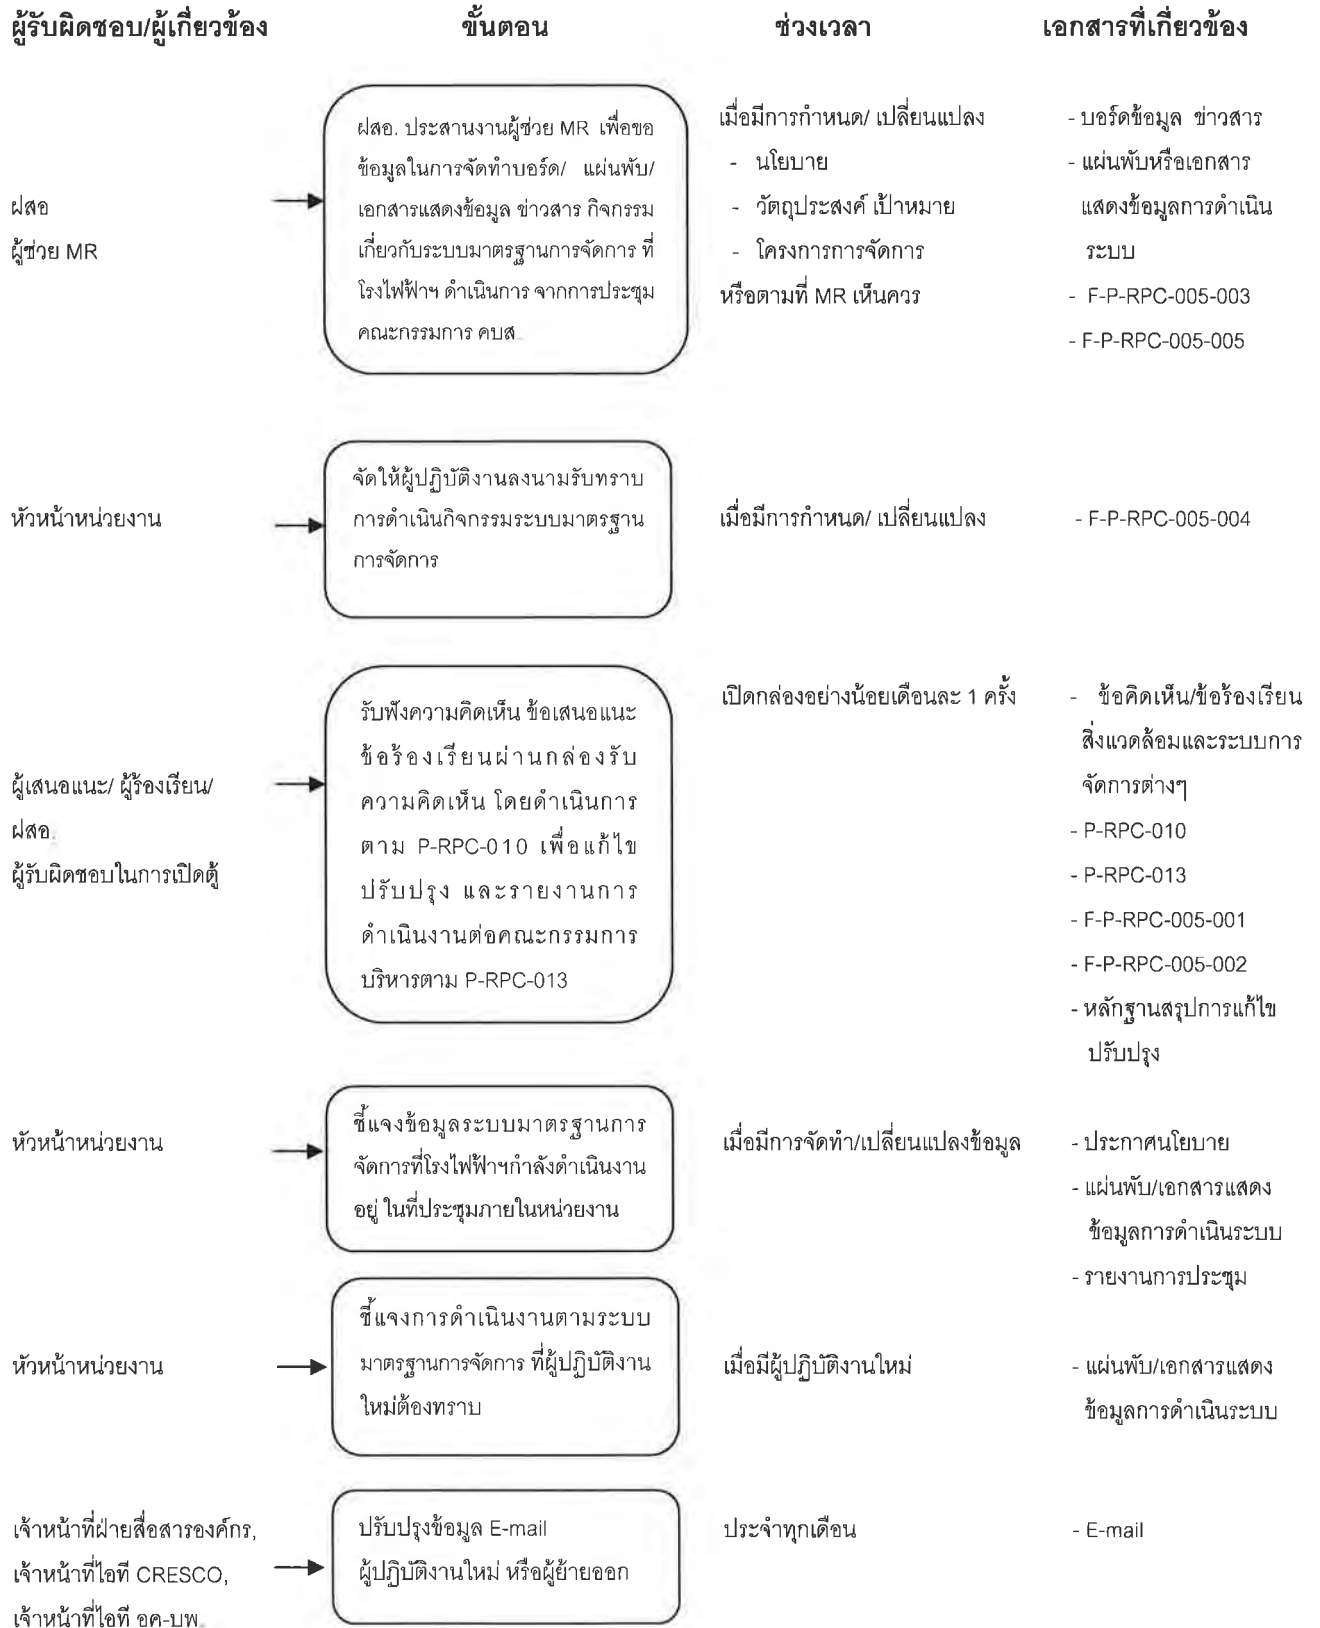 ผู้รับผิดชอบ/ผู้เกี่ยวข้อง
ขั้นตอน
ช่วงเวลา
เอกสารที่เกี่ยวข้อง
ฝสอ
ผู้ช่วย MR
ฝสอ. ประสานงานผู้ช่วย MR เพื่อขอ
ข้อมูลในการจัดทำบอร์ด/ แผ่นพับ/
เอกสารแสดงข้อมูล ข่าวสาร กิจกรรม
เกี่ยวกับระบบมาตรฐานการจัดการ ที่
โรงไฟฟ้าฯ ดำเนินการ จากการประชุม
คณะกรรมการ คบส.
เมื่อมีการกำหนด/ เปลี่ยนแปลง
- นโยบาย
- วัตถุประสงค์ เป้าหมาย
- โครงการการจัดการ
หรือตามที่ MR เห็นควร
- บอร์ดข้อมูล ข่าวสาร
- แผ่นพับหรือเอกสาร
แสดงข้อมูลการดำเนิน
ระบบ
- F-P-RPC-005-003
- F-P-RPC-005-005
หัวหน้าหน่วยงาน
จัดให้ผู้ปฏิบัติงานลงนามรับทราบ
การดำเนินกิจกรรมระบบมาตรฐาน
การจัดการ
เมื่อมีการกำหนด/ เปลี่ยนแปลง
- F-P-RPC-005-004
ผู้เสนอแนะ/ ผู้ร้องเรียน/
ฝสอ.
ผู้รับผิดชอบในการเปิดตู้
รับฟังความคิดเห็น ข้อเสนอแนะ
ข้อร้องเรียนผ่านกล่องรับ
ความคิดเห็น โดยดำเนินการ
ตาม P-RPC-010 เพื่อแก้ไข
ปรับปรุง และรายงานการ
ดำเนินงานต่อคณะกรรมการ
บริหารตาม P-RPC-013
เปิดกล่องอย่างน้อยเดือนละ 1 ครั้ง
- ข้อคิดเห็น/ข้อร้องเรียน
สิ่งแวดล้อมและระบบการ
จัดการต่างๆ
- P-RPC-010
- P-RPC-013
- F-P-RPC-005-001
- F-P-RPC-005-002
- หลักฐานสรุปการแก้ไข
ปรับปรุง
หัวหน้าหน่วยงาน
ชี้แจงข้อมูลระบบมาตรฐานการ
จัดการที่โรงไฟฟ้าฯกำลังดำเนินงาน
อยู่ ในที่ประชุมภายในหน่วยงาน
เมื่อมีการจัดทำ/เปลี่ยนแปลงข้อมูล
- ประกาศนโยบาย
- แผ่นพับ/เอกสารแสดง
ข้อมูลการดำเนินระบบ
- รายงานการประชุม
หัวหน้าหน่วยงาน
ชี้แจงการดำเนินงานตามระบบ
มาตรฐานการจัดการ ที่ผู้ปฏิบัติงาน
ใหม่ต้องทราบ
เมื่อมีผู้ปฏิบัติงานใหม่
- แผ่นพับ/เอกสารแสดง
ข้อมูลการดำเนินระบบ
เจ้าหน้าที่ฝ่ายสื่อสารองค์กร,
เจ้าหน้าที่ไอที CRESCO,
เจ้าหน้าที่ไอที อค-บพ.
ปรับปรุงข้อมูล E-mail
ผู้ปฏิบัติงานใหม่ หรือผู้ย้ายออก
ประจำทุกเดือน
- E-mail